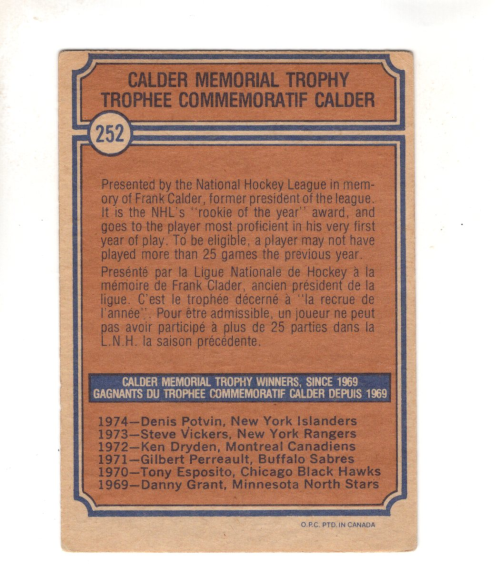 CALDER MEMORIAL TROPHY
TROPHEE COMMEMORATIF CALDER
252
Presented by the National Hockey League in mem-
ory of Frank Calder, former president of the league.
It is the NHL's "rookie of the year" award, and
goes to the player most proficient in his very first
year of play. To be eligible, a player may not have
played more than 25 games the previous year.
Presénté par la Ligue Nationale de Hockey à la
mémoire de Frank Clader, ancien président de la
ligue. C'est le trophée décerné à "la recrue de
l'année". Pour être admissible, un joueur ne peut
pas avoir participé à plus de 25 parties dans la
L.N.H. la saison précédente.
CALDER MEMORIAL TROPHY WINNERS, SINCE 1969
GAGNANTS DU TROPHEE COMMEMORATIF CALDER DEPUIS 1969
1974—Denis Potvin, New York Islanders
1973—Steve Vickers, New York Rangers
1972—Ken Dryden, Montreal Canadiens
1971—Gilbert Perreault, Buffalo Sabres
1970—Tony Esposito, Chicago Black Hawks
1969—Danny Grant, Minnesota North Stars
O.P.C. PTD. IN CANADA